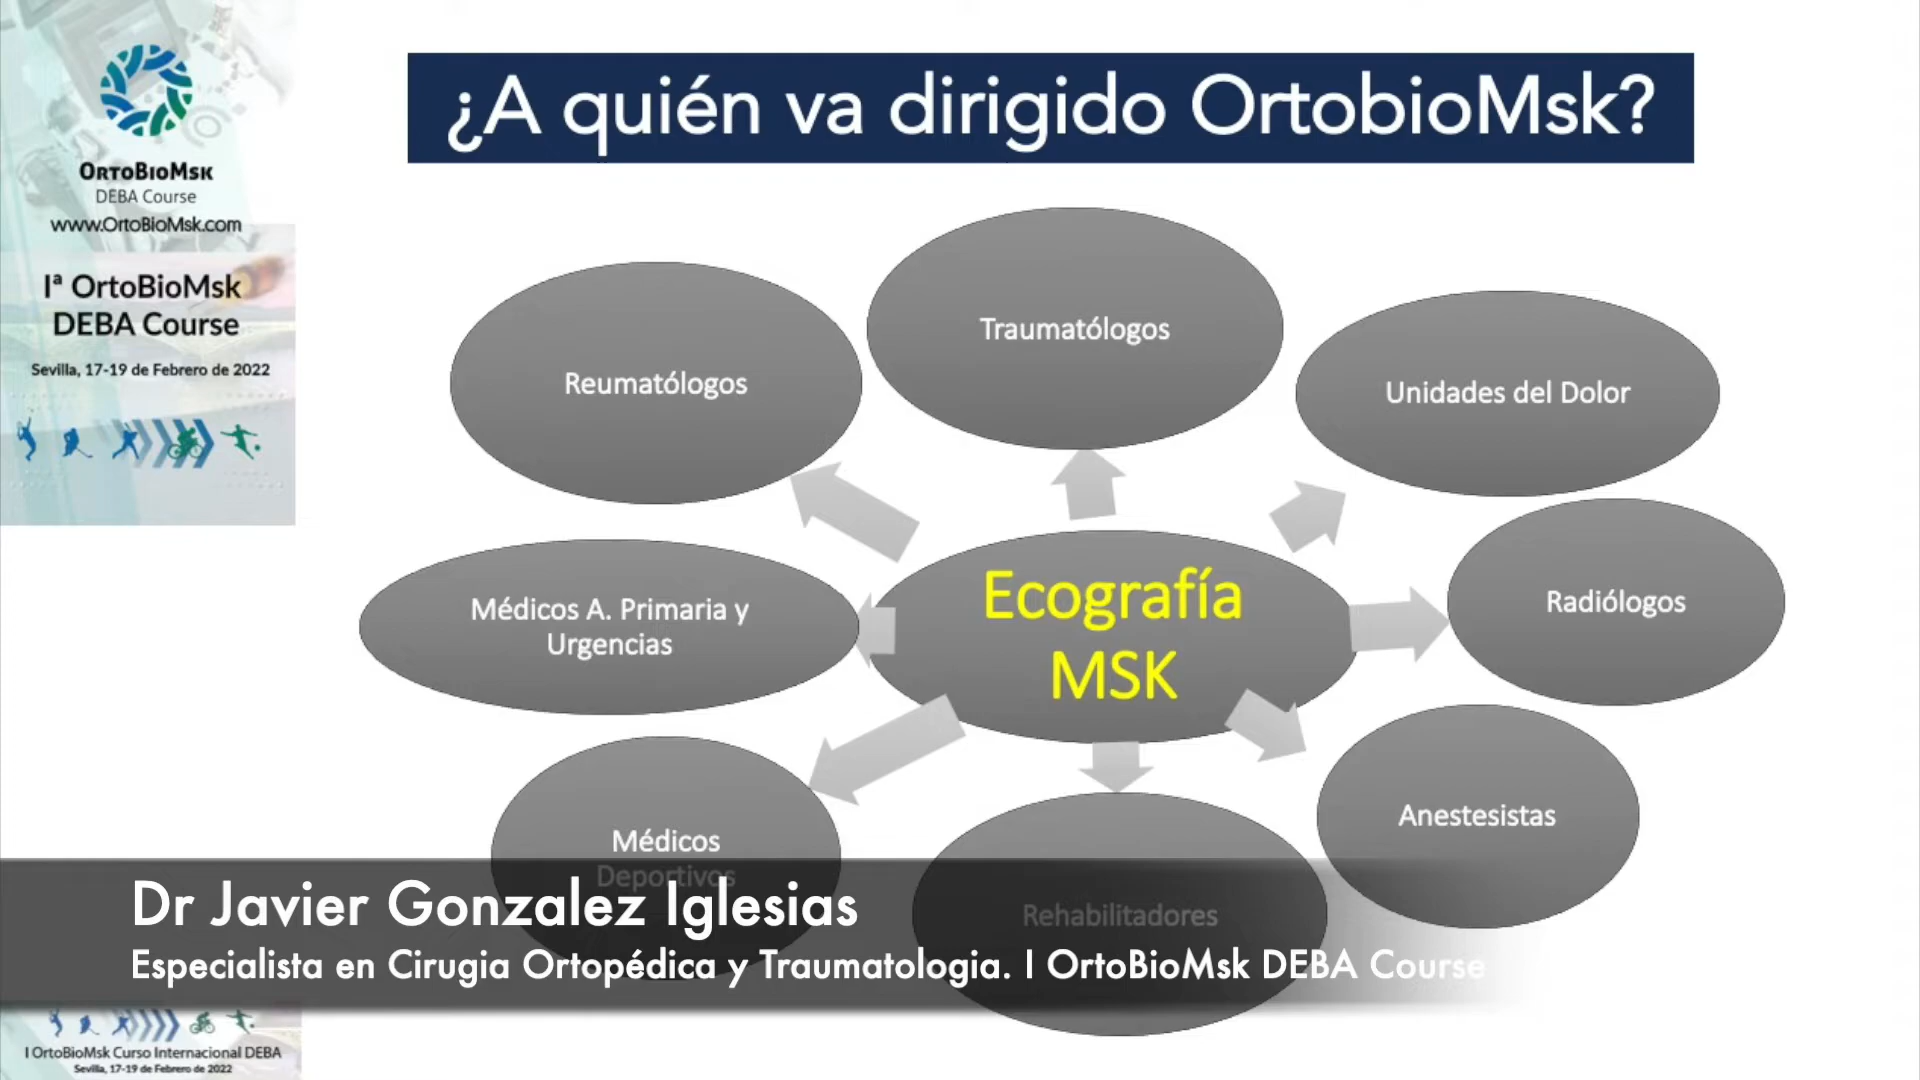 ORTOBIOMSK
DEBA Course
www.OrtoBioMsk.com
Iª OrtoBioMsk
DEBA Course
Sevilla, 17-19 de Febrero de 2022
¿A quién va dirigido OrtobioMsk?
Traumatólogos
Reumatólogos
Unidades del Dolor
Médicos A. Primaria y
Urgencias
Ecografía
MSK
Radiólogos
Anestesistas
Médicos
Deportivos
Rehabilitadores
Dr Javier Gonzalez Iglesias
Especialista en Cirugia Ortopédica y Traumatologia. I OrtoBioMsk DEBA Course
I OrtoBioMsk Curso Internacional DEBA
Sevilla, 17-19 de Febrero de 2022